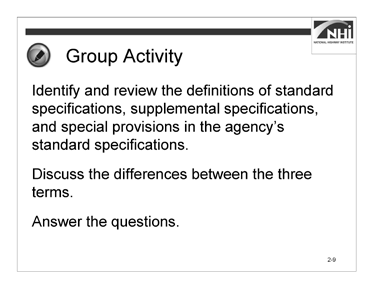 NHI
NATIONAL HIGHWAY INSTITUTE
Group Activity
Identify and review the definitions of standard
specifications, supplemental specifications,
and special provisions in the agency's
standard specifications.
Discuss the differences between the three
terms.
Answer the questions.
2-9